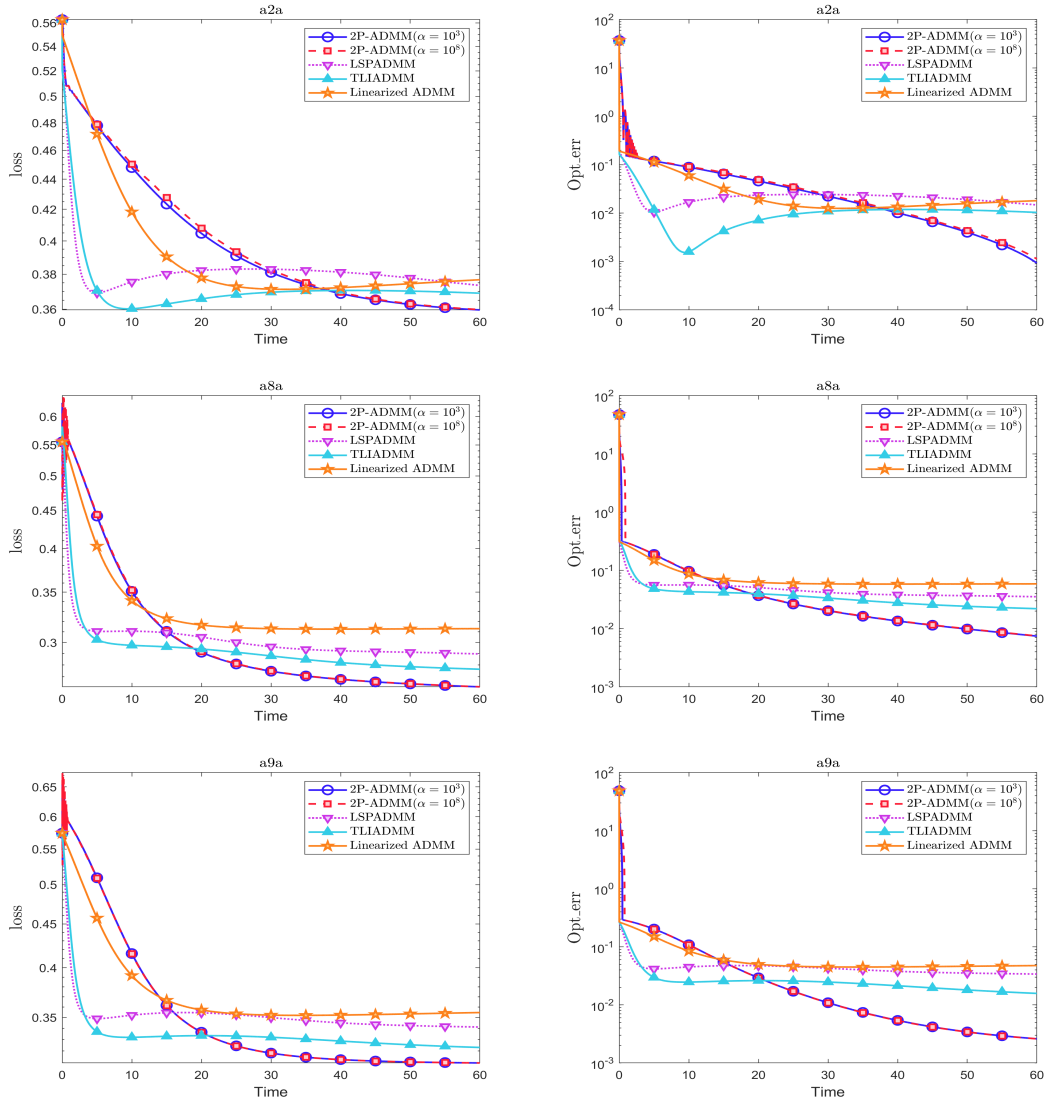 a2a
loss
0.56
0.54
0.52
0.5
0.48
0.46
0.44
0.42
0.4
0.38
0.36
2P-ADMM(α = 10³)
2P-ADMM(α = 10⁸)
LSPADMM
TLIADMM
Linearized ADMM
0 10 20 30 40 50 60
Time
a2a
Opt_err
10²
10¹
10⁰
10⁻¹
10⁻²
10⁻³
10⁻⁴
2P-ADMM(α = 10³)
2P-ADMM(α = 10⁸)
LSPADMM
TLIADMM
Linearized ADMM
0 10 20 30 40 50 60
Time
a8a
loss
0.6
0.55
0.5
0.45
0.4
0.35
0.3
2P-ADMM(α = 10³)
2P-ADMM(α = 10⁸)
LSPADMM
TLIADMM
Linearized ADMM
0 10 20 30 40 50 60
Time
a8a
Opt_err
10²
10¹
10⁰
10⁻¹
10⁻²
10⁻³
2P-ADMM(α = 10³)
2P-ADMM(α = 10⁸)
LSPADMM
TLIADMM
Linearized ADMM
0 10 20 30 40 50 60
Time
a9a
loss
0.65
0.6
0.55
0.5
0.45
0.4
0.35
2P-ADMM(α = 10³)
2P-ADMM(α = 10⁸)
LSPADMM
TLIADMM
Linearized ADMM
0 10 20 30 40 50 60
Time
a9a
Opt_err
10²
10¹
10⁰
10⁻¹
10⁻²
10⁻³
2P-ADMM(α = 10³)
2P-ADMM(α = 10⁸)
LSPADMM
TLIADMM
Linearized ADMM
0 10 20 30 40 50 60
Time